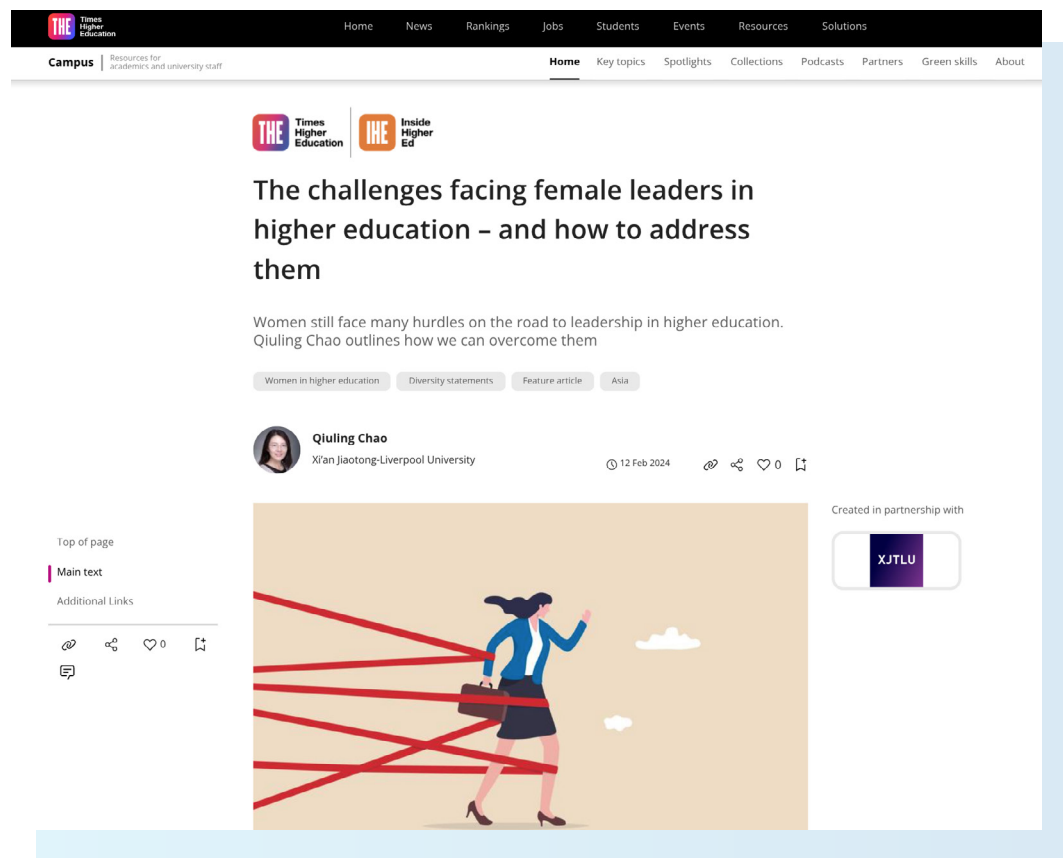 THE Times Higher Education
Home News Rankings Jobs Students Events Resources Solutions
Campus Resources for academics and university staff
Home Key topics Spotlights Collections Podcasts Partners Green skills About
THE Times Higher Education IHE Inside Higher Ed
The challenges facing female leaders in
higher education – and how to address
them
Women still face many hurdles on the road to leadership in higher education.
Qiuling Chao outlines how we can overcome them
Women in higher education Diversity statements Feature article Asia
Qiuling Chao
Xi'an Jiaotong-Liverpool University
12 Feb 2024 0
Created in partnership with
XJTLU
Top of page
Main text
Additional Links
0